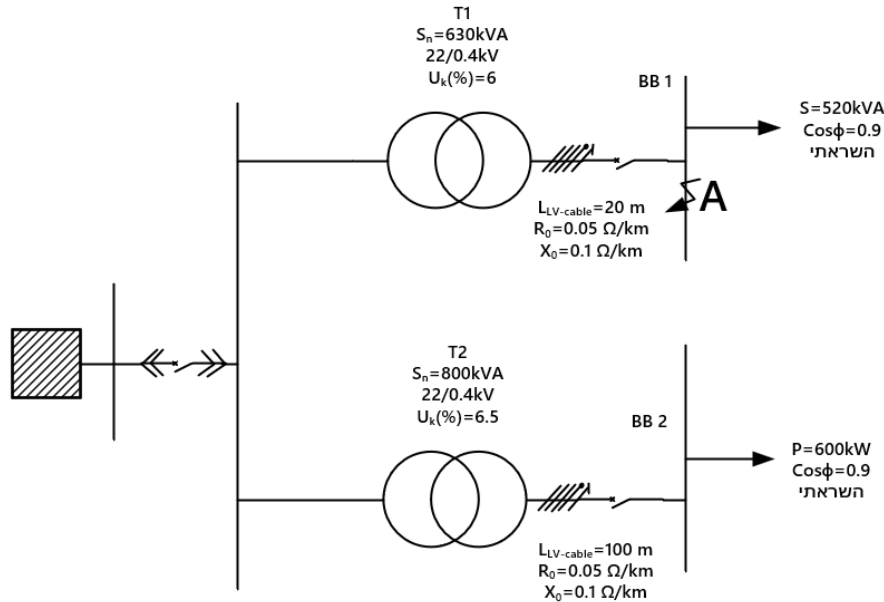 T1
Sₙ=630kVA
22/0.4kV
Uₖ(%)=6
BB 1
S=520kVA
Cosϕ=0.9
השראתי
A
L_LV-cable=20 m
R₀=0.05 Ω/km
X₀=0.1 Ω/km
T2
Sₙ=800kVA
22/0.4kV
Uₖ(%)=6.5
BB 2
P=600kW
Cosϕ=0.9
השראתי
L_LV-cable=100 m
R₀=0.05 Ω/km
X₀=0.1 Ω/km